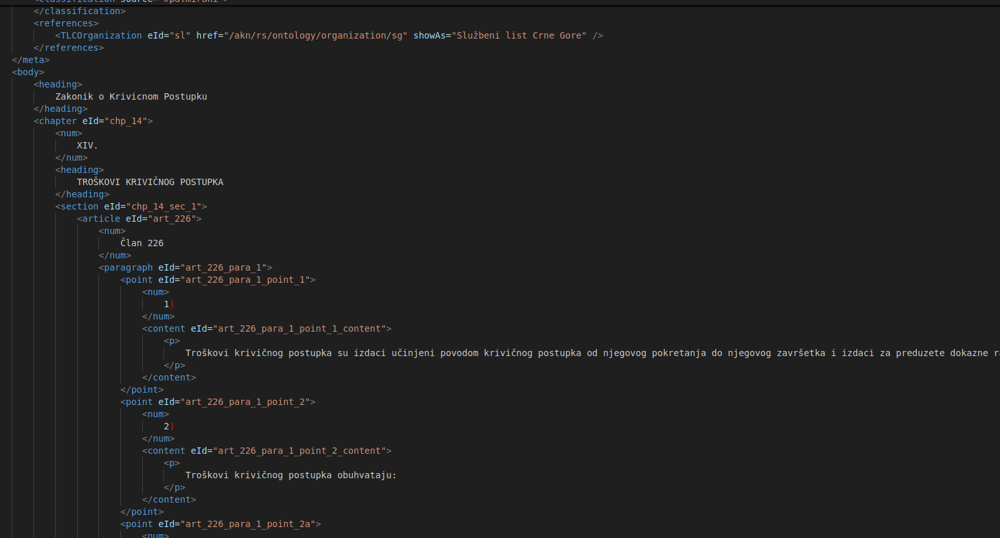 </classification>
<references>
<TLCOrganization eId="sl" href="/akn/rs/ontology/organization/sg" showAs="Službeni list Crne Gore" />
</references>
</meta>
<body>
<heading>
Zakonik o Krivicnom Postupku
</heading>
<chapter eId="chp_14">
<num>
XIV.
</num>
<heading>
TROŠKOVI KRIVIČNOG POSTUPKA
</heading>
<section eId="chp_14_sec_1">
<article eId="art_226">
<num>
Član 226
</num>
<paragraph eId="art_226_para_1">
<point eId="art_226_para_1_point_1">
<num>
1)
</num>
<content eId="art_226_para_1_point_1_content">
<p>
Troškovi krivičnog postupka su izdaci učinjeni povodom krivičnog postupka od njegovog pokretanja do njegovog završetka i izdaci za preduzete dokazne
</p>
</content>
</point>
<point eId="art_226_para_1_point_2">
<num>
2)
</num>
<content eId="art_226_para_1_point_2_content">
<p>
Troškovi krivičnog postupka obuhvataju:
</p>
</content>
</point>
<point eId="art_226_para_1_point_2a">
<num>